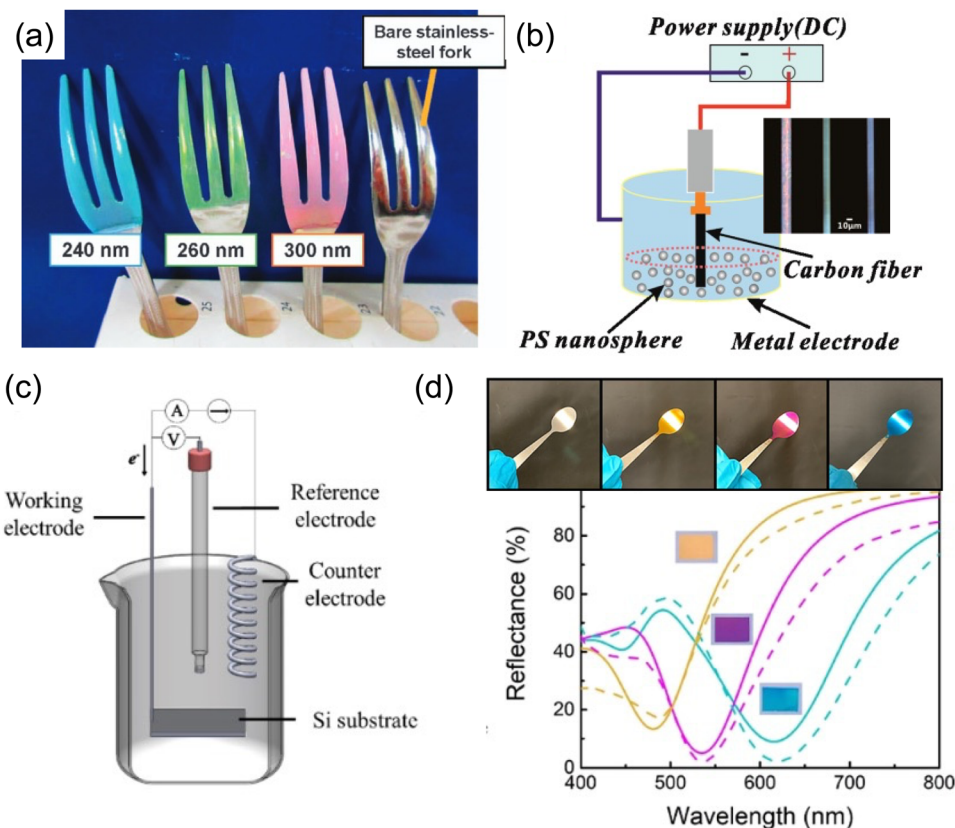 (a)
Bare stainless-
steel fork
240 nm
260 nm
300 nm
25
24
23
22
(b)
Power supply(DC)
-
+
10μm
Carbon fiber
PS nanosphere
Metal electrode
(c)
A
V
e-
Working
electrode
Reference
electrode
Counter
electrode
Si substrate
(d)
Reflectance (%)
80
60
40
20
0
400
500
600
700
800
Wavelength (nm)